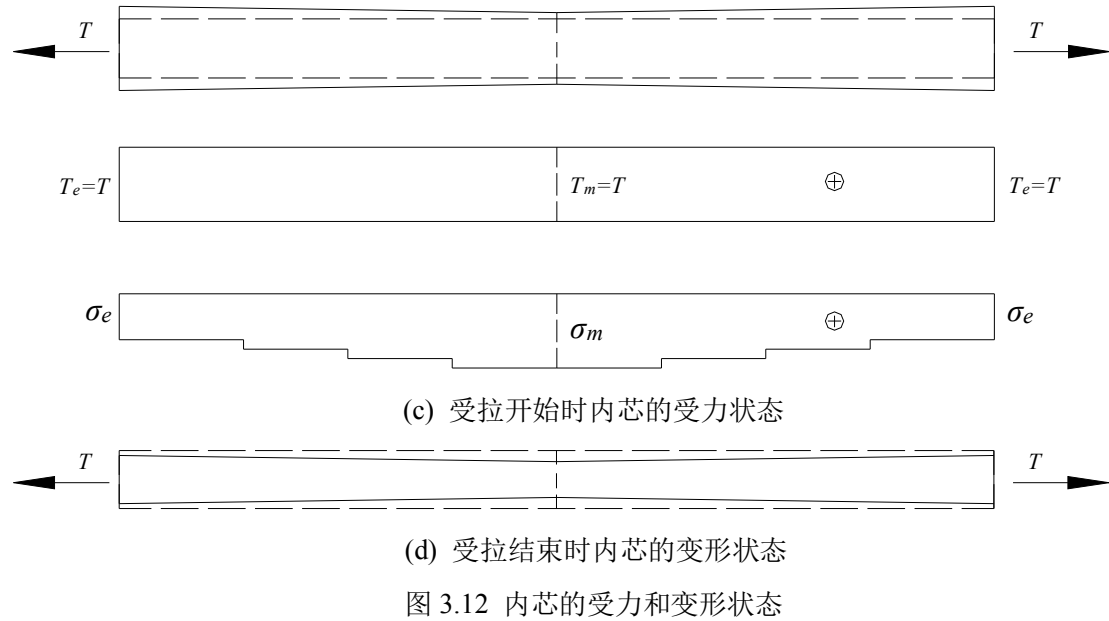 T T
Te=T Tm=T Te=T
σe σm σe
(c) 受拉开始时内芯的受力状态
T T
(d) 受拉结束时内芯的变形状态
图 3.12 内芯的受力和变形状态